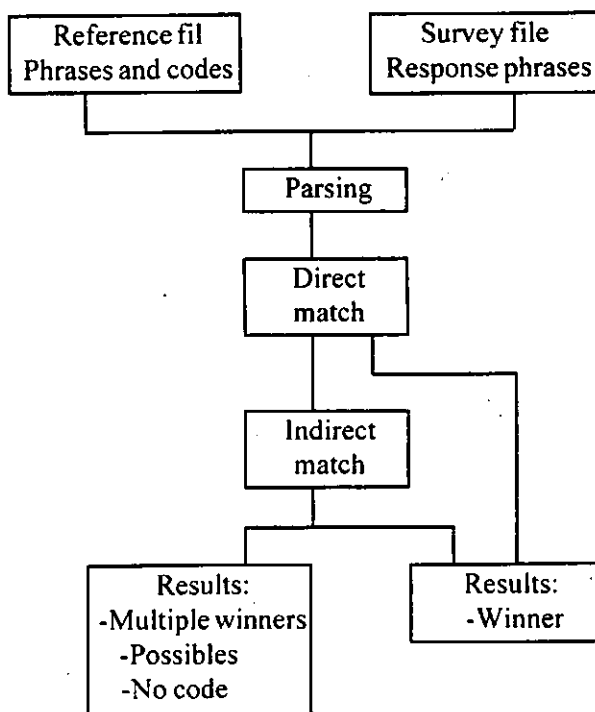 Reference fil
Phrases and codes
Survey file
Response phrases
Parsing
Direct
match
Indirect
match
Results:
-Multiple winners
-Possibles
-No code
Results:
-Winner